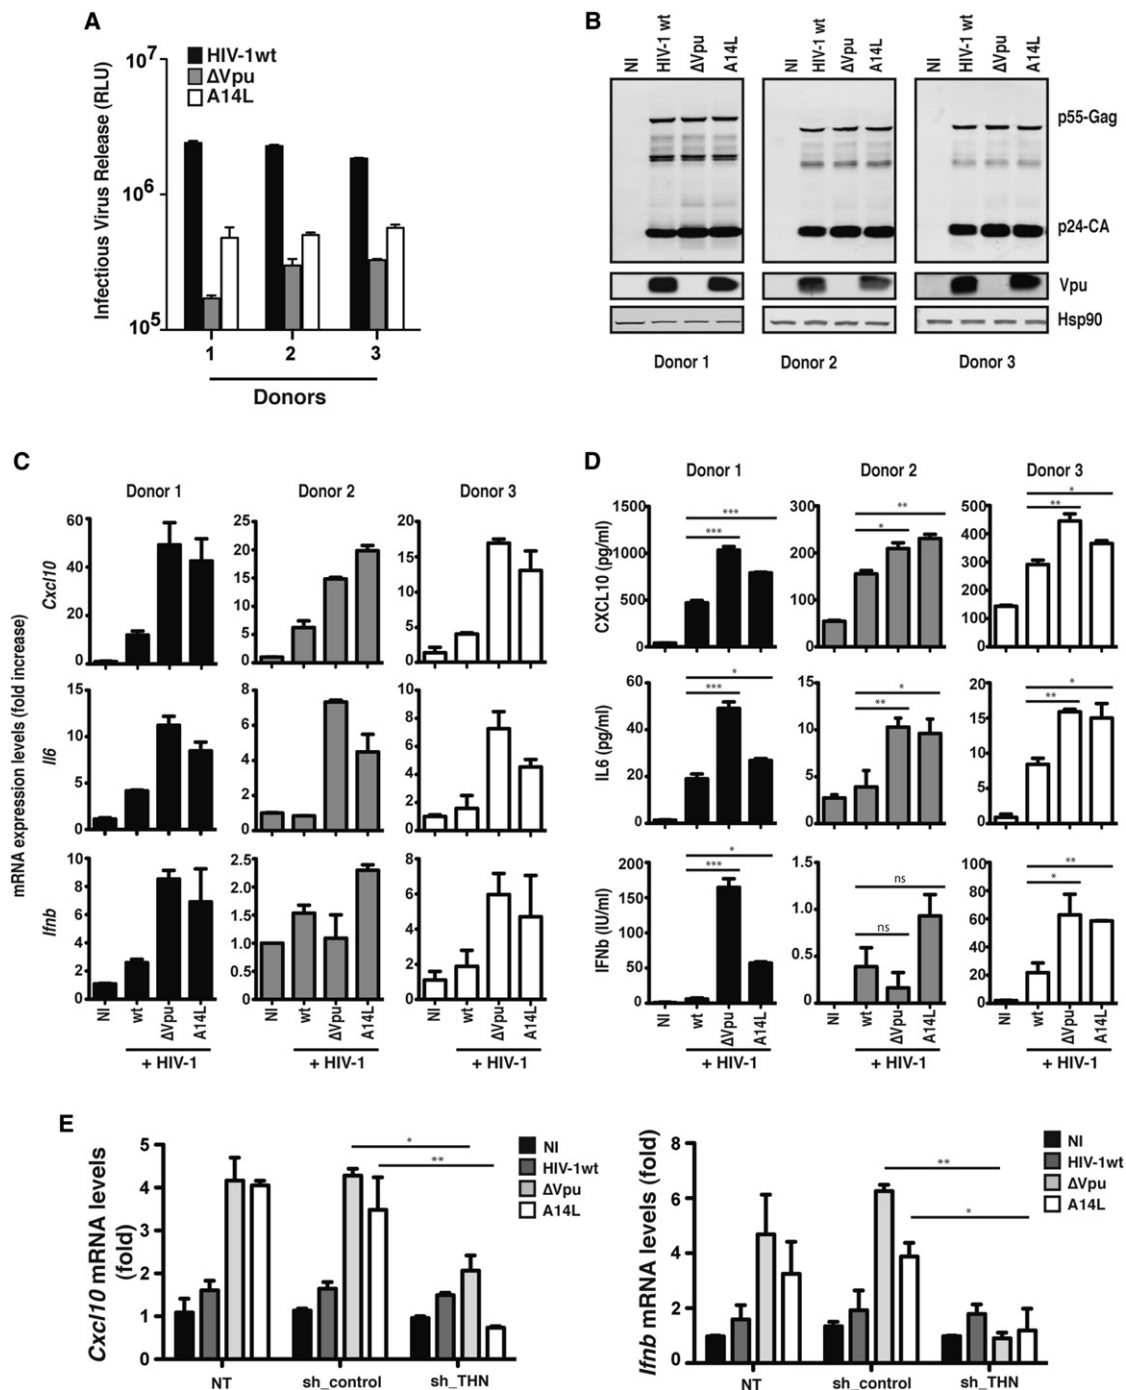 A
HIV-1wt
ΔVpu
A14L
Infectious Virus Release (RLU)
10^7
10^6
10^5
1 2 3
Donors
B
NI HIV-1 wt ΔVpu A14L
NI HIV-1 wt ΔVpu A14L
NI HIV-1 wt ΔVpu A14L
p55-Gag
p24-CA
Vpu
Hsp90
Donor 1 Donor 2 Donor 3
C
Donor 1 Donor 2 Donor 3
mRNA expression levels (fold increase)
Cxcl10
60 40 20 0
25 20 15 10 5 0
20 15 10 5 0
Il6
15 10 5 0
8 6 4 2 0
10 8 6 4 2 0
Ifnb
10 8 6 4 2 0
2.5 2.0 1.5 1.0 0.5 0.0
8 6 4 2 0
NI wt ΔVpu A14L
NI wt ΔVpu A14L
NI wt ΔVpu A14L
+ HIV-1 + HIV-1 + HIV-1
D
Donor 1 Donor 2 Donor 3
CXCL10 (pg/ml)
1500 1000 500 0
*** ***
300 200 100 0
** *
500 400 300 200 100 0
* **
IL6 (pg/ml)
60 40 20 0
* ***
15 10 5 0
* **
20 15 10 5 0
* **
IFNb (IU/ml)
200 150 100 50 0
* ***
1.5 1.0 0.5 0.0
ns ns
100 80 60 40 20 0
** *
NI wt ΔVpu A14L
NI wt ΔVpu A14L
NI wt ΔVpu A14L
+ HIV-1 + HIV-1 + HIV-1
E
Cxcl10 mRNA levels
(fold)
5 4 3 2 1 0
*
**
NI
HIV-1wt
ΔVpu
A14L
NT sh_control sh_THN
Ifnb mRNA levels (fold)
8 6 4 2 0
**
*
NI
HIV-1wt
ΔVpu
A14L
NT sh_control sh_THN